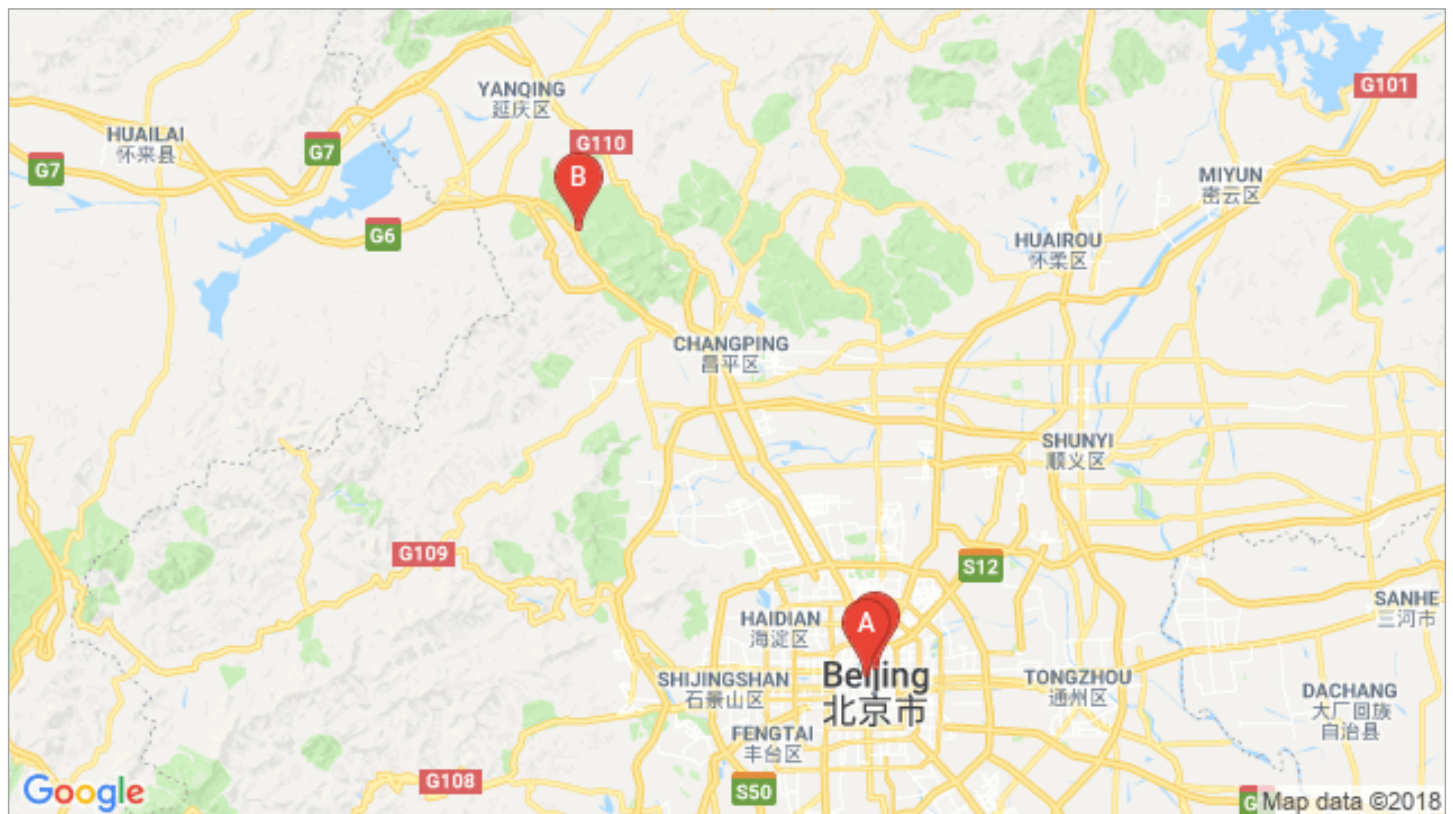 YANQING
延庆区
G101
HUAILAI
怀来县
G7
G110
G7
B
MIYUN
密云区
G6
HUAIROU
怀柔区
CHANGPING
昌平区
SHUNYI
顺义区
G109
S12
SANHE
三河市
HAIDIAN
海淀区
A
SHIJINGSHAN
石景山区
Beijing
北京市
TONGZHOU
通州区
DACHANG
大厂回族
自治县
FENGTAI
丰台区
G108
S50
Google
G
Map data ©2018